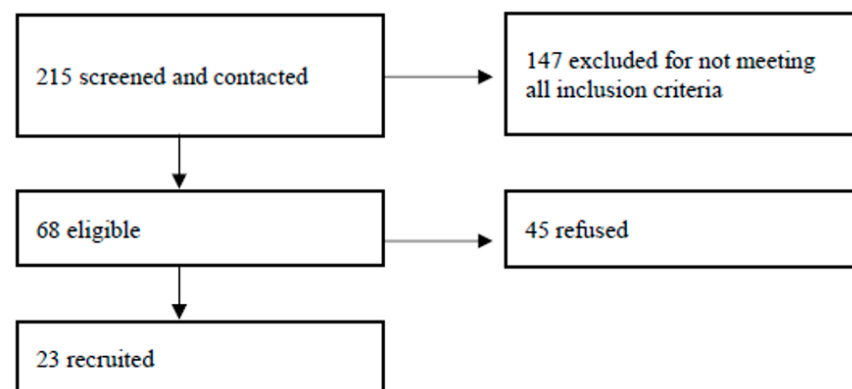 215 screened and contacted
147 excluded for not meeting
all inclusion criteria
68 eligible
45 refused
23 recruited